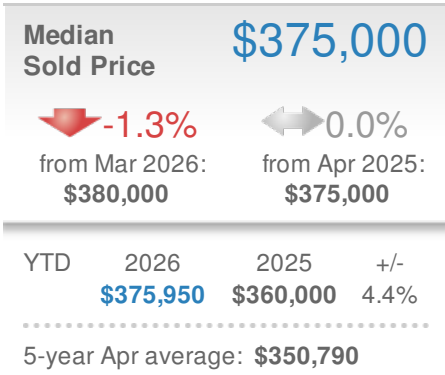 Median $375,000
Sold Price
-1.3% 0.0%
from Mar 2026: from Apr 2025:
$380,000 $375,000
YTD 2026 2025 +/-
$375,950 $360,000 4.4%
5-year Apr average: $350,790